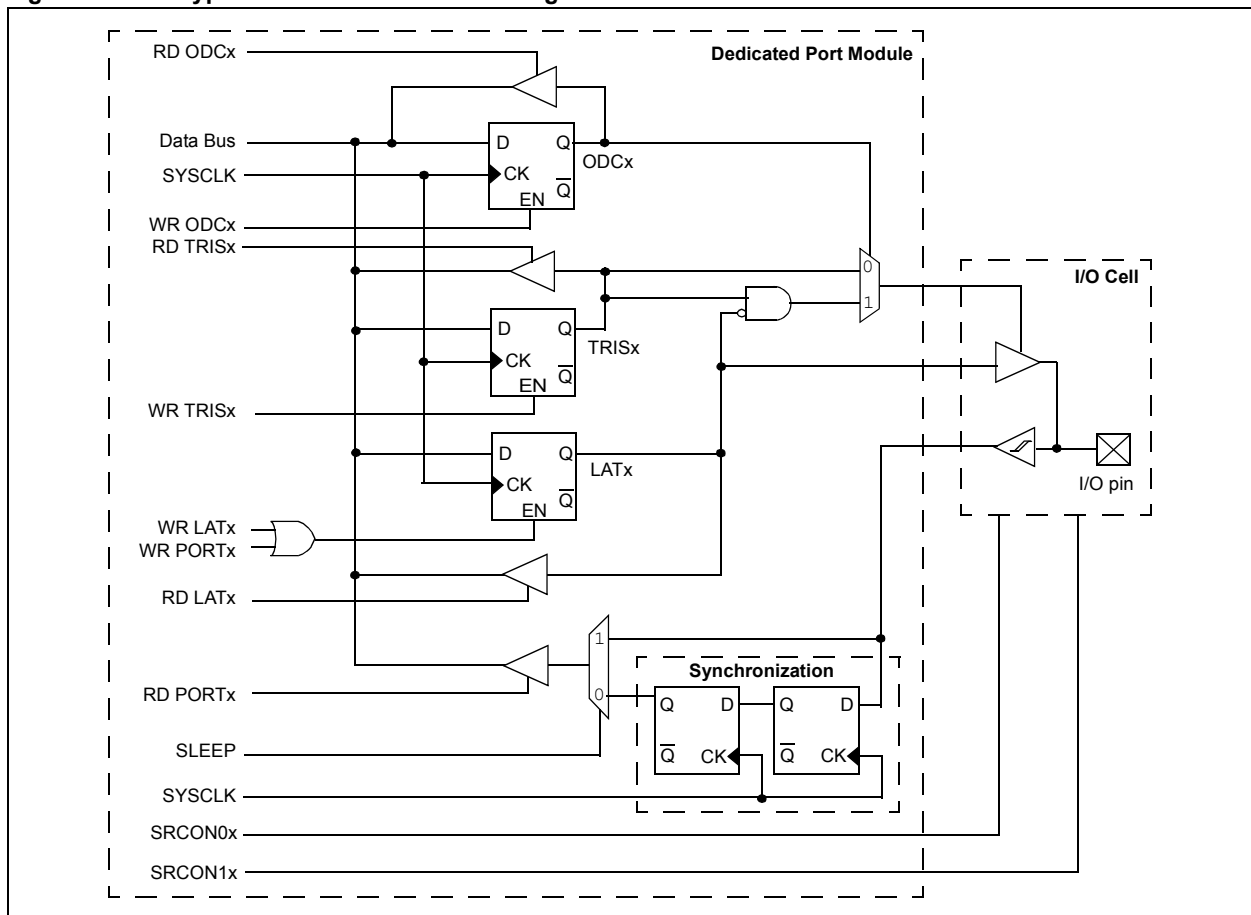 RD ODCx
Dedicated Port Module
Data Bus
D
Q
ODCx
SYSCLK
CK
Q
EN
WR ODCx
RD TRISx
0
1
I/O Cell
D
Q
TRISx
CK
Q
EN
WR TRISx
D
Q
LATx
CK
Q
EN
I/O pin
WR LATx
WR PORTx
RD LATx
1
0
Synchronization
RD PORTx
Q
D
Q
D
SLEEP
Q
CK
Q
CK
SYSCLK
SRCON0x
SRCON1x